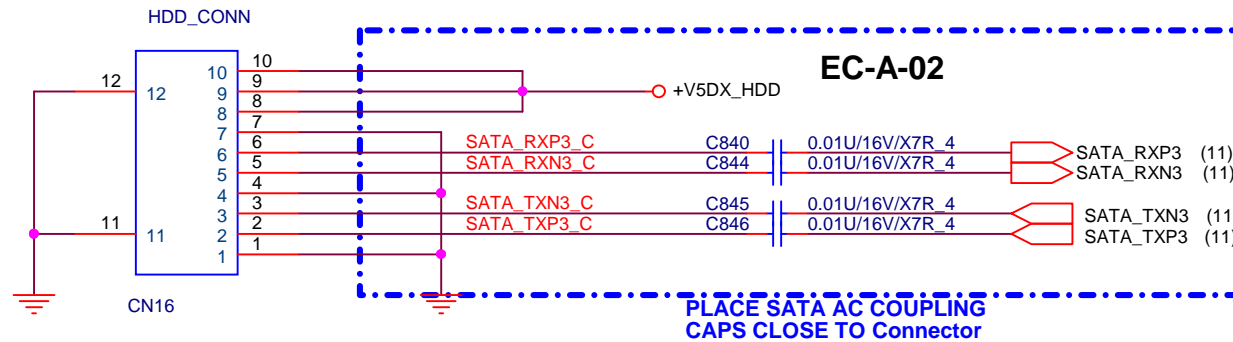 HDD_CONN
EC-A-02
12
12
11
11
10
10
9
9
8
8
7
7
6
6
5
5
4
4
3
3
2
2
1
1
+V5DX_HDD
SATA_RXP3_C C840 0.01U/16V/X7R_4 SATA_RXP3 (11)
SATA_RXN3_C C844 0.01U/16V/X7R_4 SATA_RXN3 (11)
SATA_TXN3_C C845 0.01U/16V/X7R_4 SATA_TXN3 (11
SATA_TXP3_C C846 0.01U/16V/X7R_4 SATA_TXP3 (11)
CN16
PLACE SATA AC COUPLING
CAPS CLOSE TO Connector